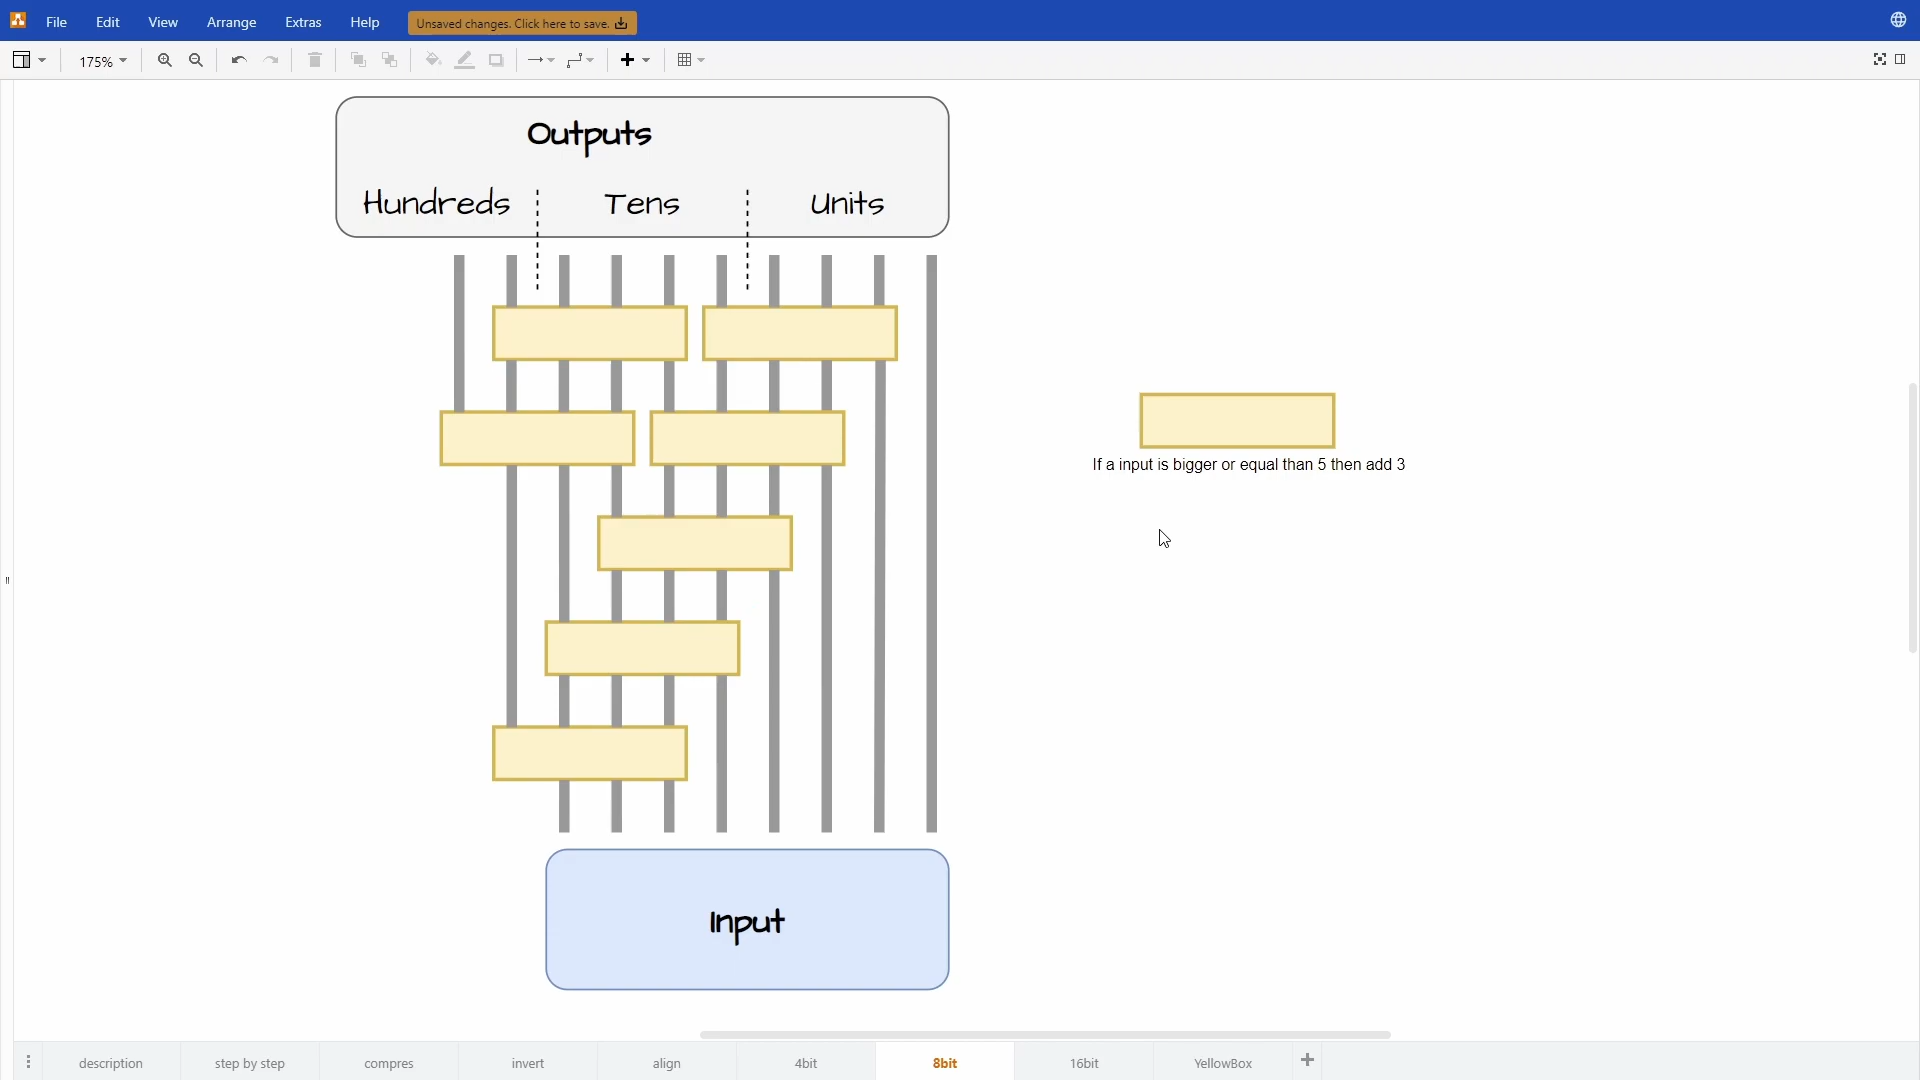 File Edit View Arrange Extras Help Unsaved changes. Click here to save.
175%
Outputs
Hundreds Tens Units
If a input is bigger or equal than 5 then add 3
Input
description step by step compres invert align 4bit 8bit 16bit YellowBox